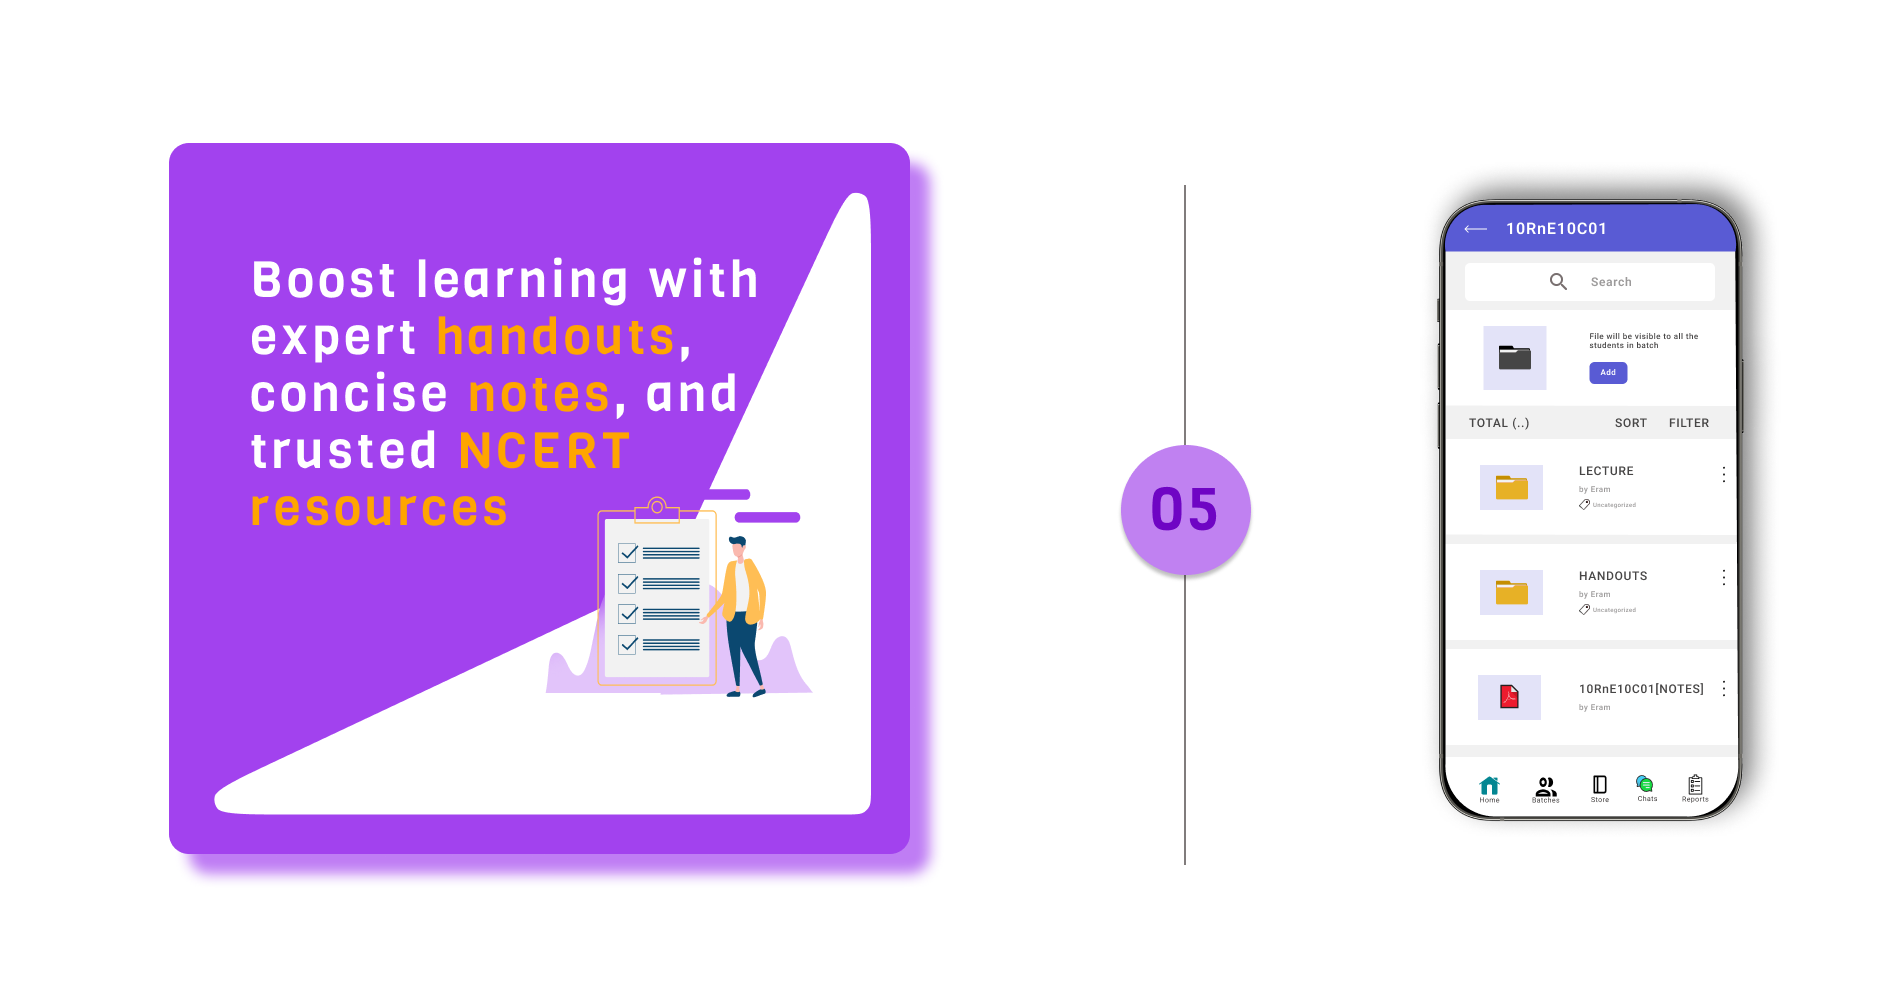 Boost learning with
expert handouts,
concise notes, and
trusted NCERT
resources
05
10RnE10C01
Search
File will be visible to all the
students in batch
Add
TOTAL (..) SORT FILTER
LECTURE
by Eram
Uncategorized
HANDOUTS
by Eram
Uncategorized
10RnE10C01[NOTES]
by Eram
Home Batches Store Chats Reports